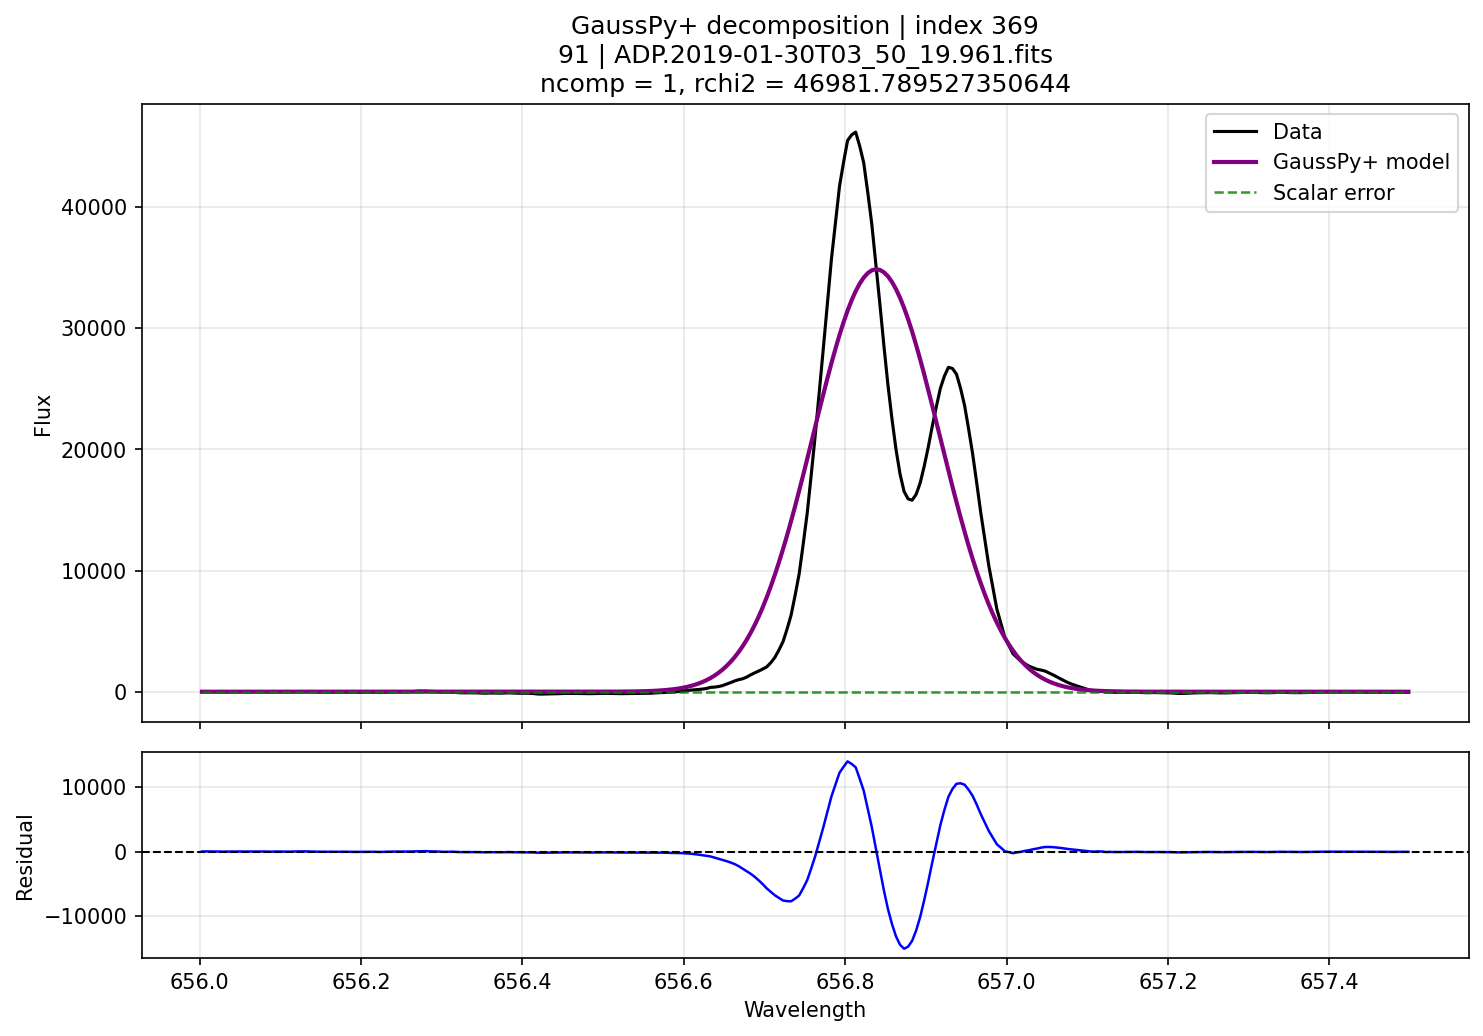 GaussPy+ decomposition | index 369
91 | ADP.2019-01-30T03_50_19.961.fits
ncomp = 1, rchi2 = 46981.789527350644
Data
GaussPy+ model
Scalar error
Flux
40000
30000
20000
10000
0
Residual
10000
0
−10000
656.0 656.2 656.4 656.6 656.8 657.0 657.2 657.4
Wavelength